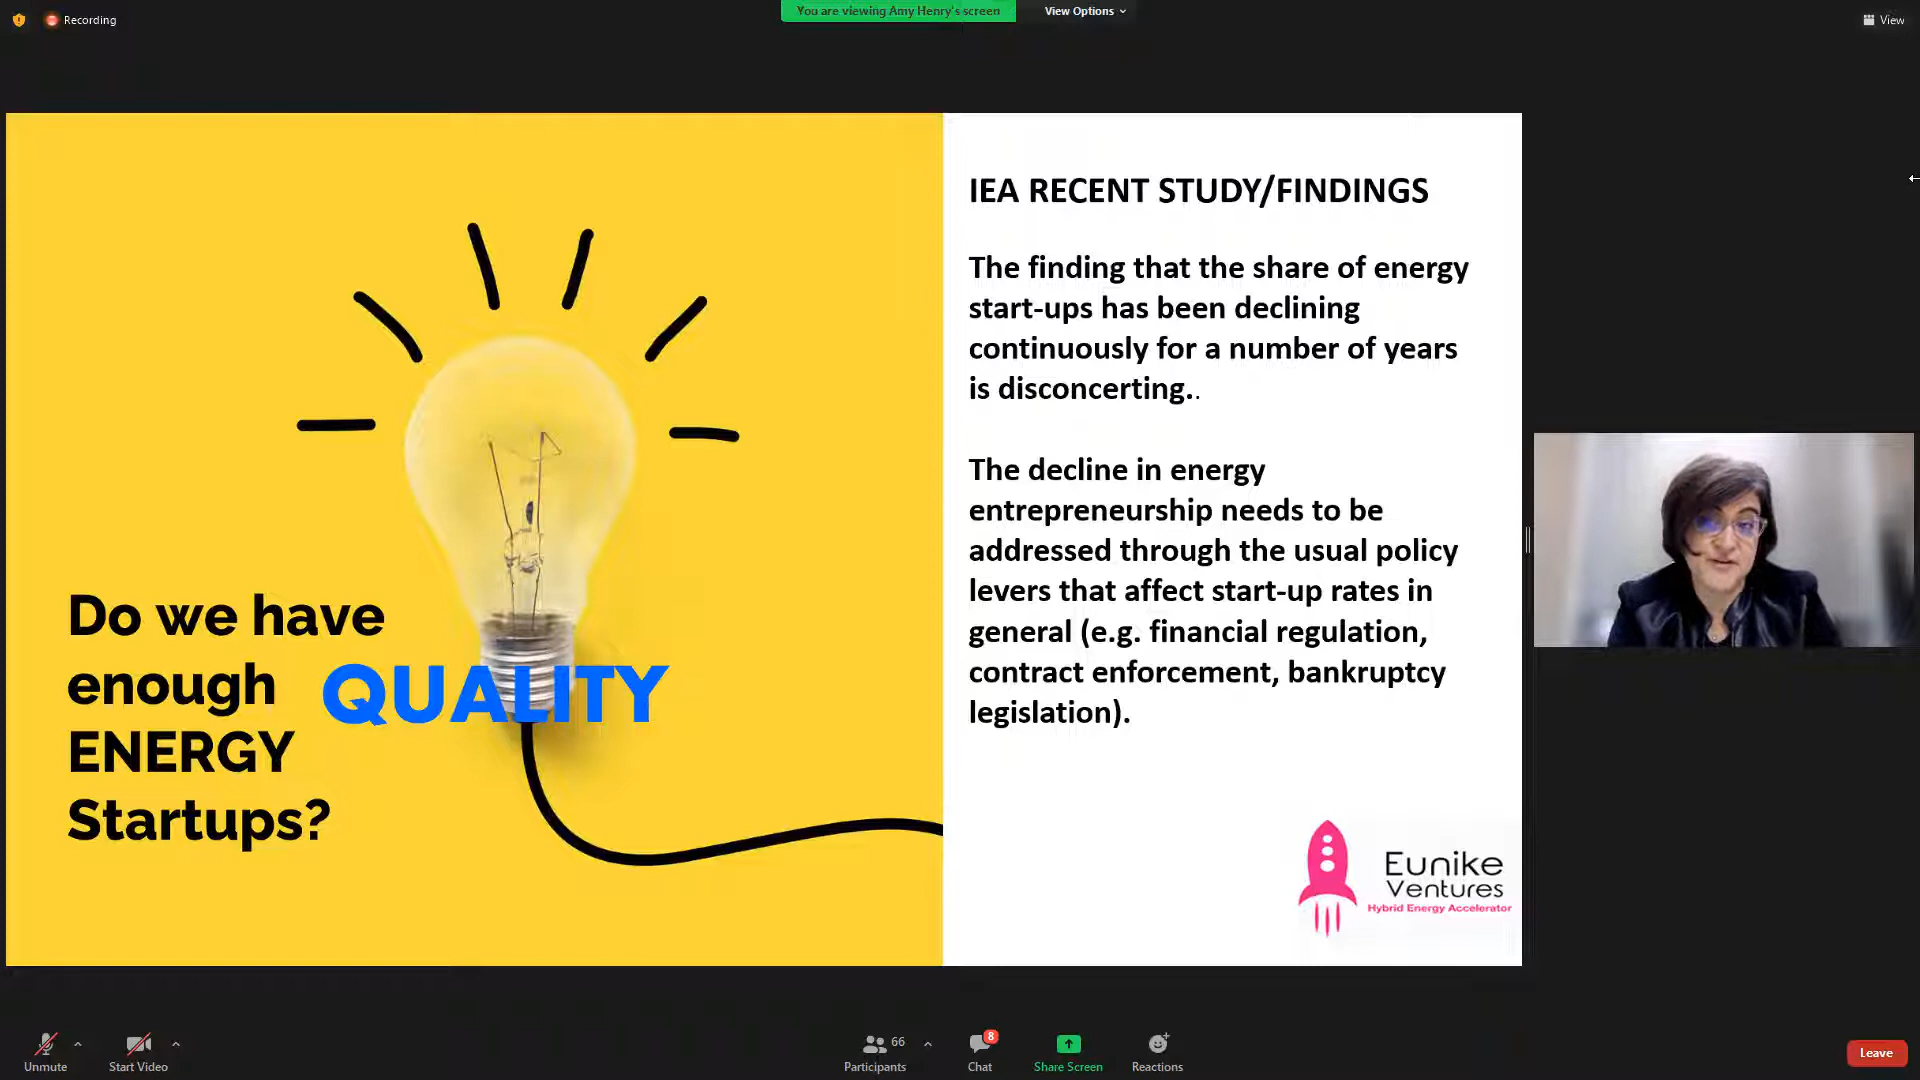 Recording
You are viewing Amy Henry's screen
View Options
View
IEA RECENT STUDY/FINDINGS
The finding that the share of energy
start-ups has been declining
continuously for a number of years
is disconcerting..
The decline in energy
entrepreneurship needs to be
addressed through the usual policy
levers that affect start-up rates in
general (e.g. financial regulation,
contract enforcement, bankruptcy
legislation).
Do we have
enough QUALITY
ENERGY
Startups?
Eunike
Ventures
Hybrid Energy Accelerator
Unmute
Start Video
66
Participants
8
Chat
Share Screen
Reactions
Leave